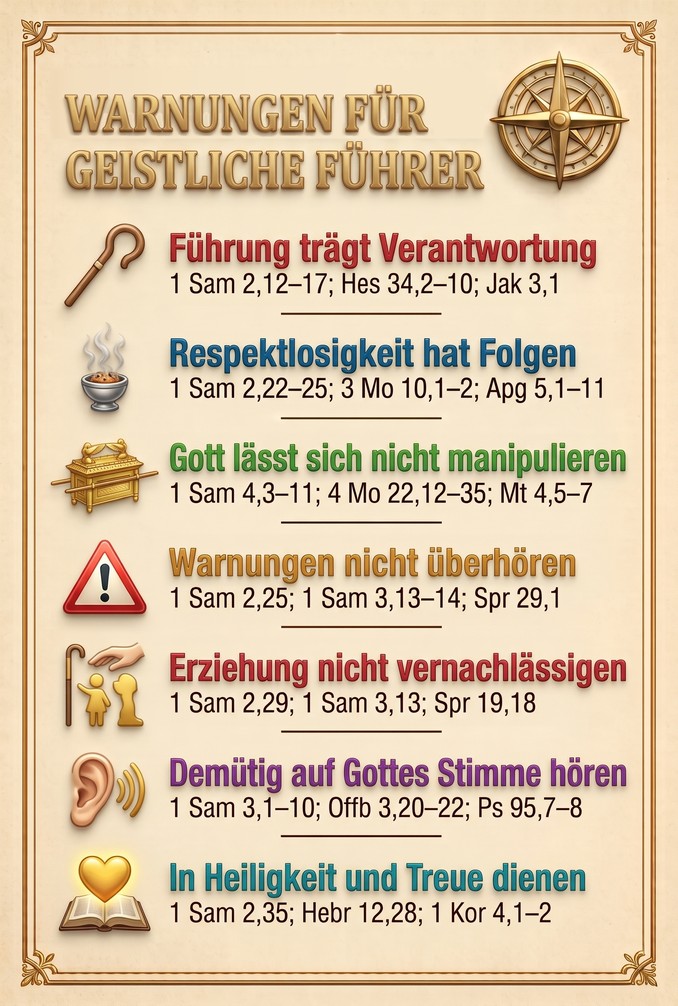 WARNUNGEN FÜR
GEISTLICHE FÜHRER
Führung trägt Verantwortung
1 Sam 2,12–17; Hes 34,2–10; Jak 3,1
Respektlosigkeit hat Folgen
1 Sam 2,22–25; 3 Mo 10,1–2; Apg 5,1–11
Gott lässt sich nicht manipulieren
1 Sam 4,3–11; 4 Mo 22,12–35; Mt 4,5–7
Warnungen nicht überhören
1 Sam 2,25; 1 Sam 3,13–14; Spr 29,1
Erziehung nicht vernachlässigen
1 Sam 2,29; 1 Sam 3,13; Spr 19,18
Demütig auf Gottes Stimme hören
1 Sam 3,1–10; Offb 3,20–22; Ps 95,7–8
In Heiligkeit und Treue dienen
1 Sam 2,35; Hebr 12,28; 1 Kor 4,1–2